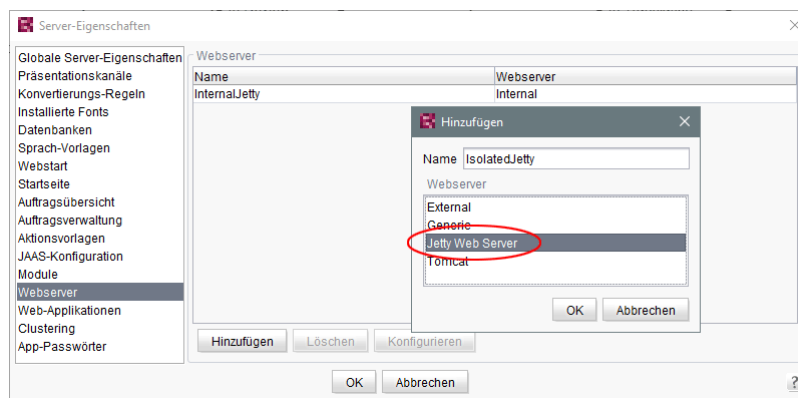 Server-Eigenschaften
Globale Server-Eigenschaften
Präsentationskanäle
Konvertierungs-Regeln
Installierte Fonts
Datenbanken
Sprach-Vorlagen
Webstart
Startseite
Auftragsübersicht
Auftragsverwaltung
Aktionsvorlagen
JAAS-Konfiguration
Module
Webserver
Web-Applikationen
Clustering
App-Passwörter
Webserver
Name Webserver
InternalJetty Internal
Hinzufügen
Name IsolatedJetty
Webserver
External
Generic
Jetty Web Server
Tomcat
OK Abbrechen
Hinzufügen Löschen Konfigurieren
OK Abbrechen
?